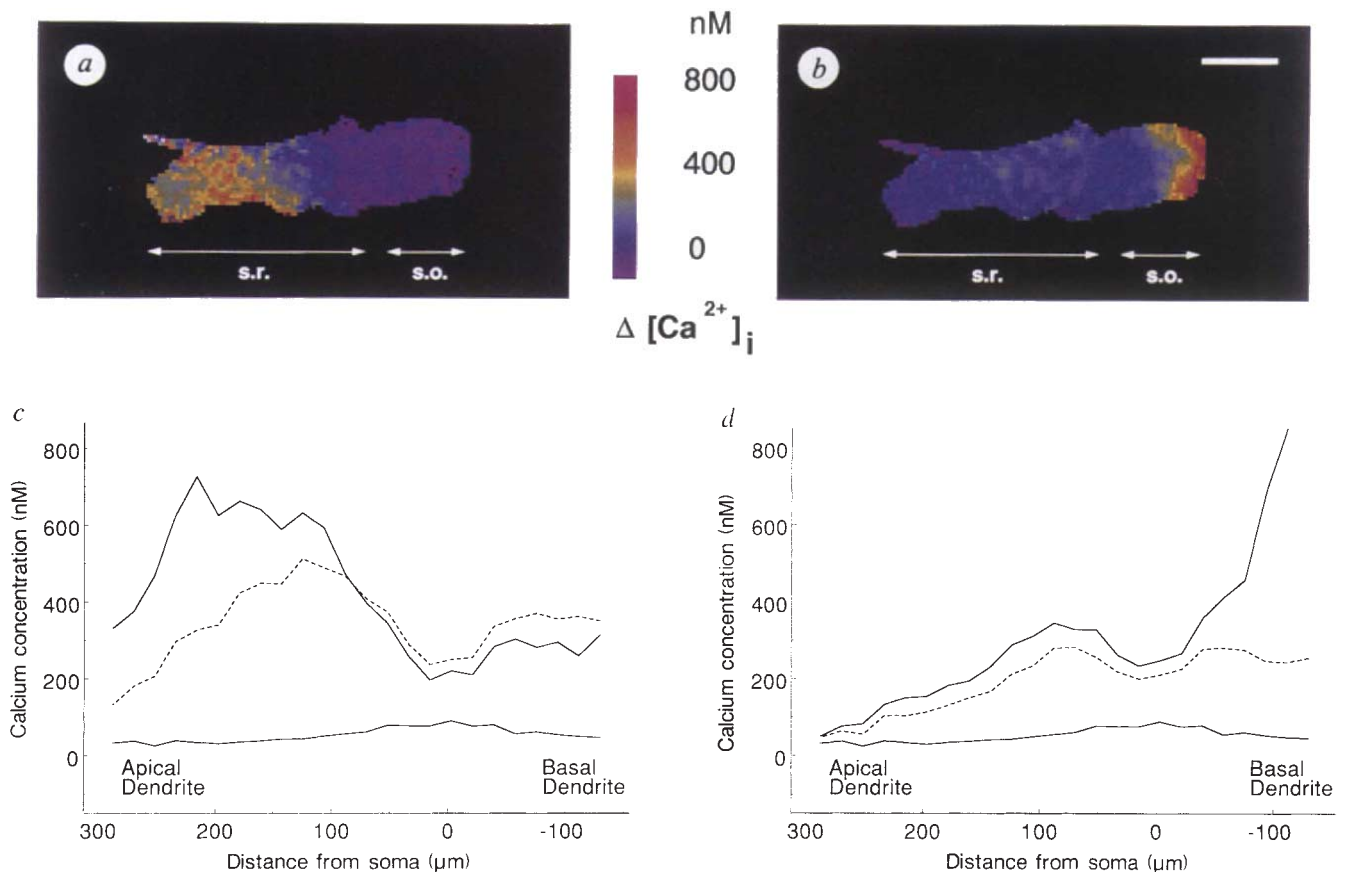 a
nM
800
400
0
Δ [Ca 2+]i
b
s.r.
s.o.
s.r.
s.o.
c
Calcium concentration (nM)
800
600
400
200
0
Apical
Dendrite
Basal
Dendrite
300 200 100 0 -100
Distance from soma (μm)
d
Calcium concentration (nM)
800
600
400
200
0
Apical
Dendrite
Basal
Dendrite
300 200 100 0 -100
Distance from soma (μm)